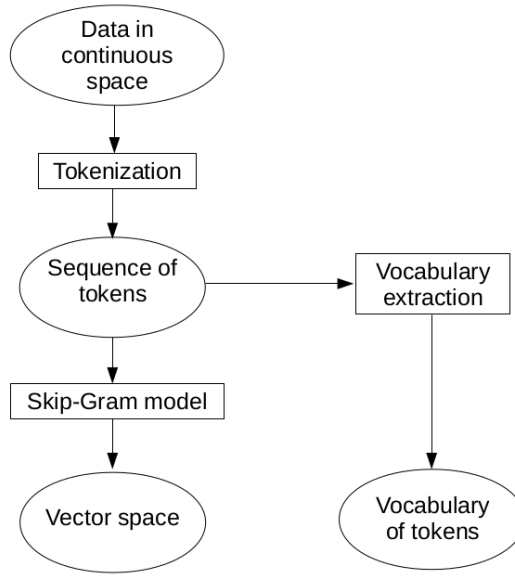 Data in
continuous
space
Tokenization
Sequence of
tokens
Vocabulary
extraction
Skip-Gram model
Vector space
Vocabulary
of tokens